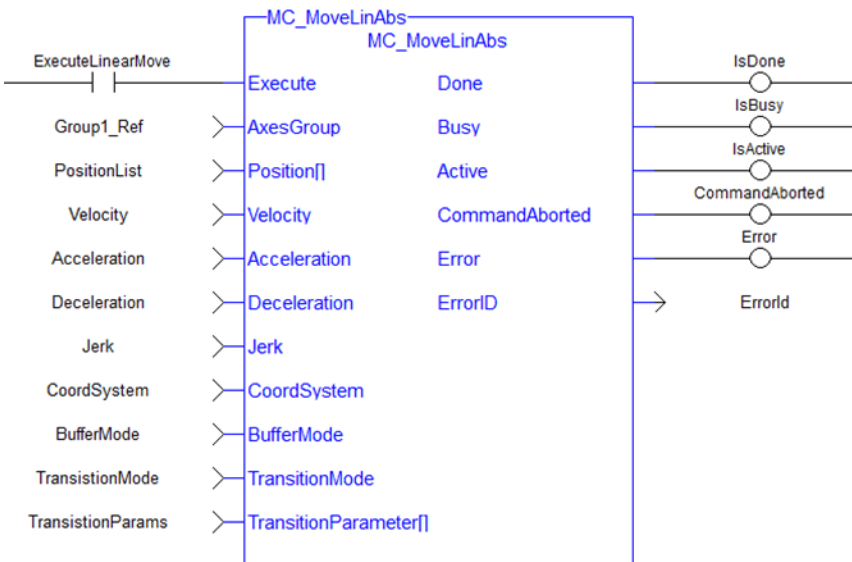 MC_MoveLinAbs
MC_MoveLinAbs
ExecuteLinearMove Execute Done IsDone
Group1_Ref AxesGroup Busy IsBusy
PositionList Position[] Active IsActive
Velocity Velocity CommandAborted CommandAborted
Acceleration Acceleration Error Error
Deceleration Deceleration ErrorID ErrorId
Jerk Jerk
CoordSystem CoordSystem
BufferMode BufferMode
TransistionMode TransitionMode
TransistionParams TransitionParameter[]